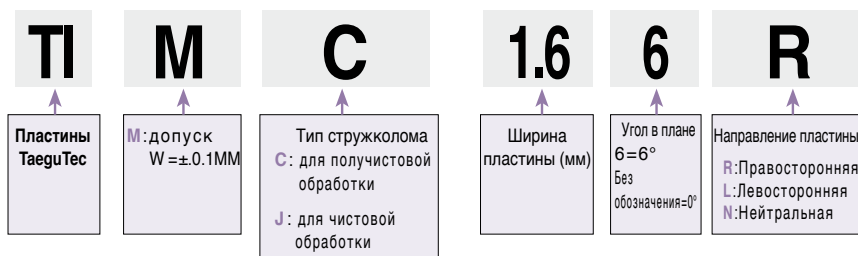 TI M C 1.6 6 R
Пластины
TaeguTec
M:допуск
W =±.0.1MM
Тип стружколома
C: для получистовой
обработки
J: для чистовой
обработки
Ширина
пластины (мм)
Угол в плане
6=6°
Без
обозначения=0°
Направление пластины
R:Правосторонняя
L:Левосторонняя
N:Нейтральная